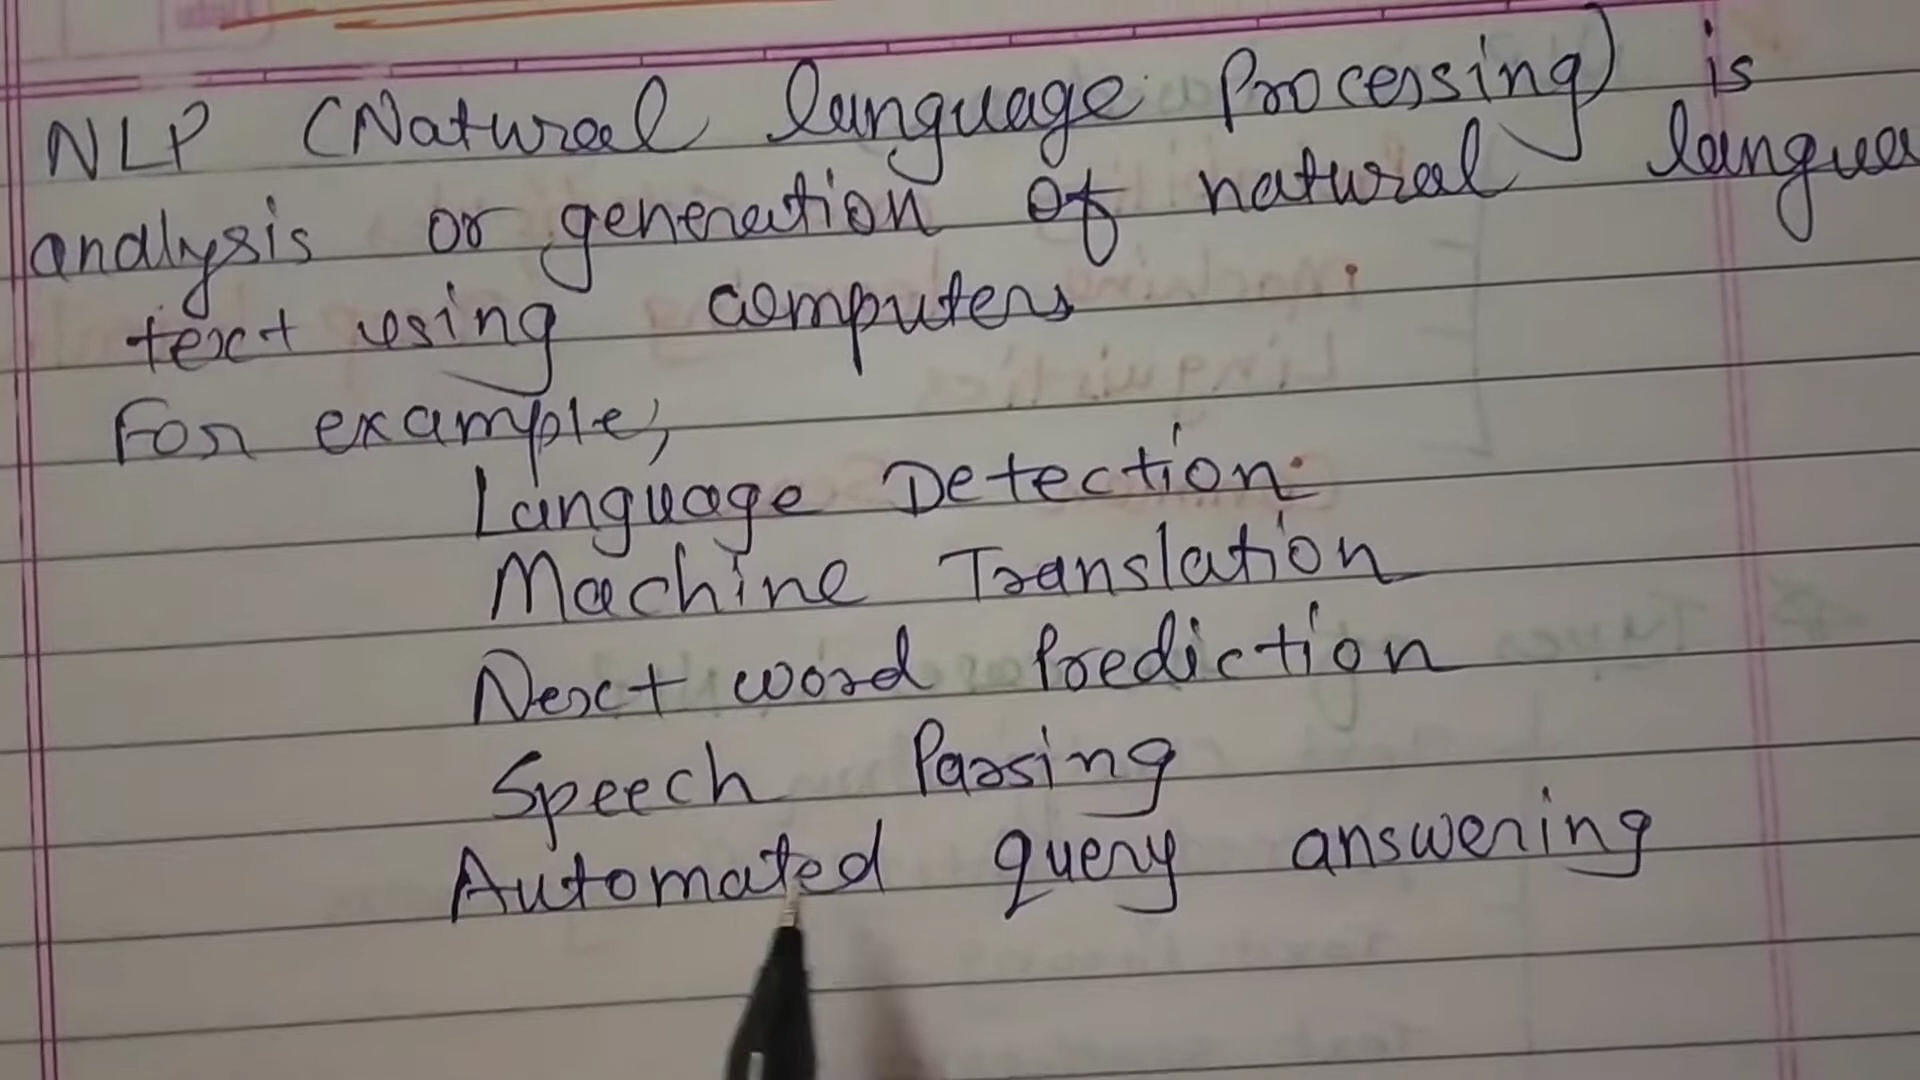 NLP (Natural language Processing) is
analysis or generation of natural langua
text using computers
For example,
Language Detection
Machine Translation
Next word Prediction
Speech Parsing
Automated query answering